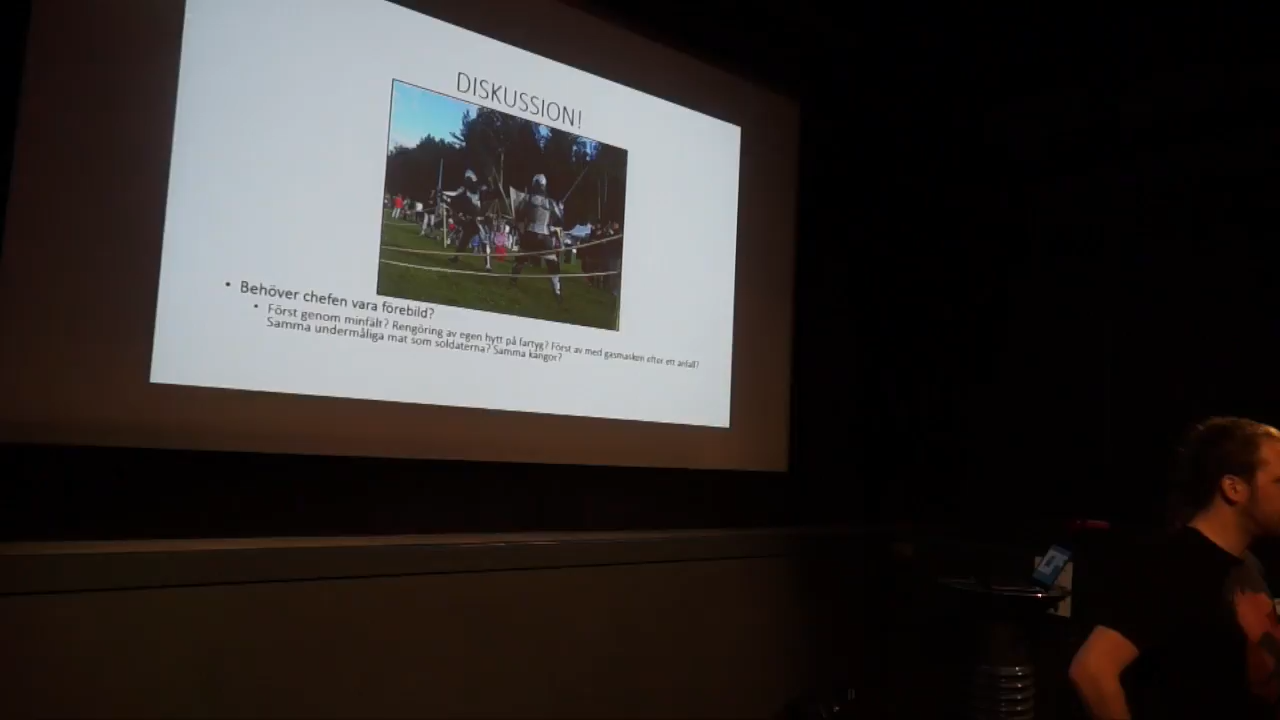 DISKUSSION!
• Behöver chefen vara förebild?
• Först genom minfält? Rengöring av egen hytt på fartyg? Först av med gasmasken efter ett anfall?
Samma undermåliga mat som soldaterna? Samma kängor?